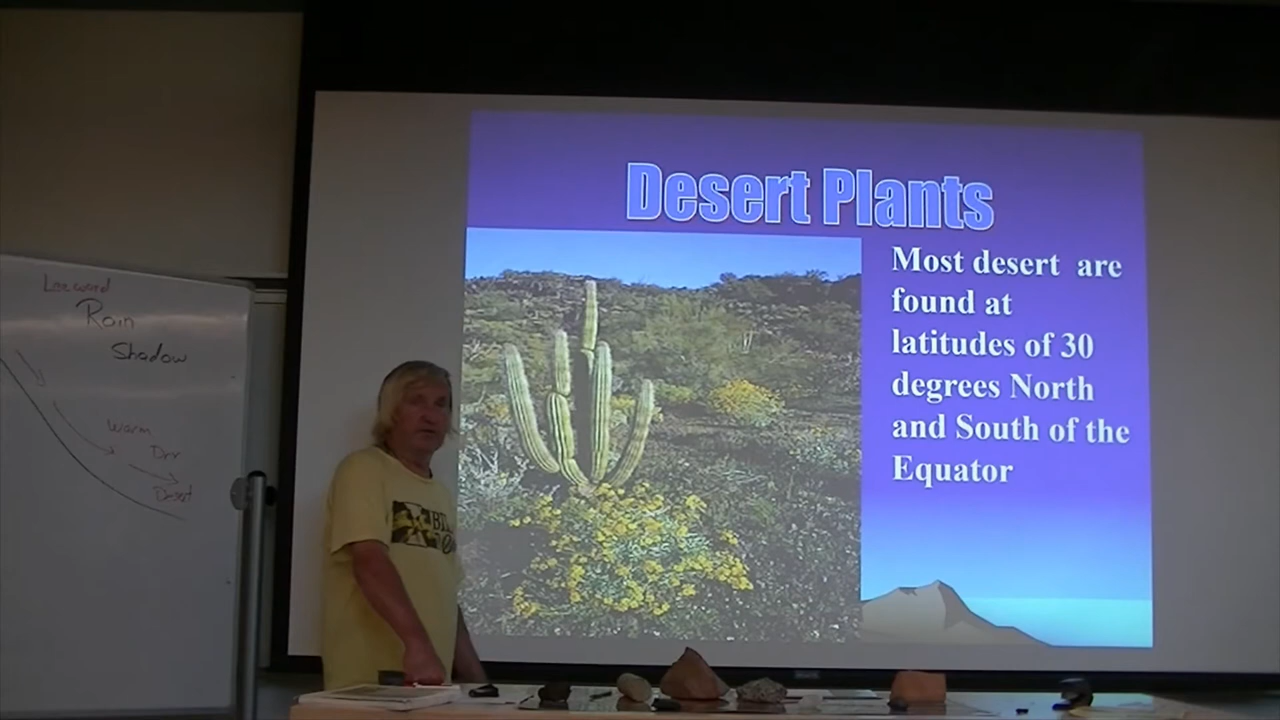 Leeward
Rain
Shadow
Warm
Dry
Desert
Desert Plants
Most desert are
found at
latitudes of 30
degrees North
and South of the
Equator